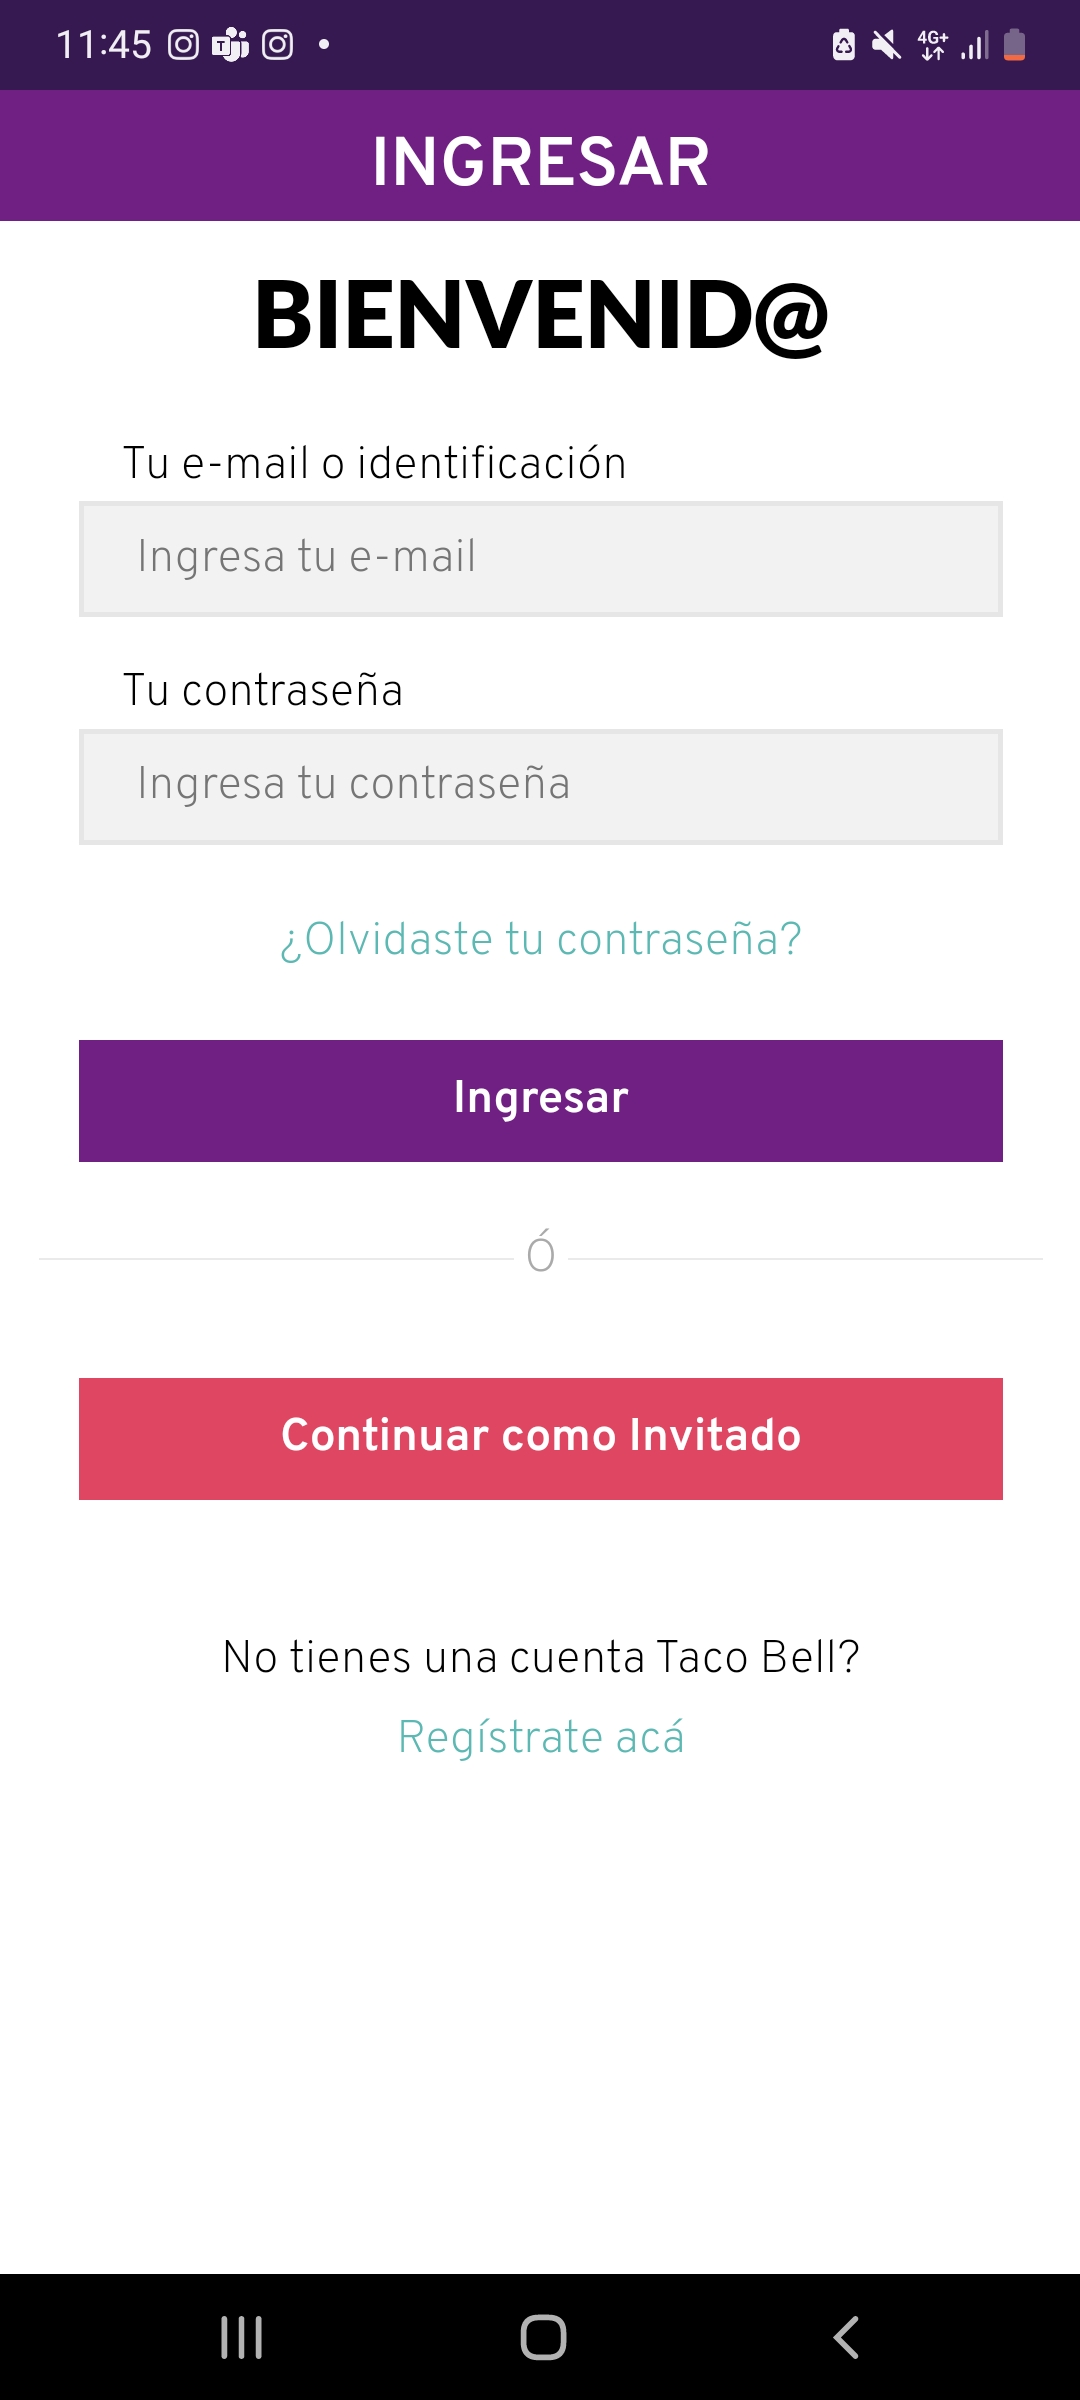 11:45
4G+
INGRESAR
BIENVENID@
Tu e-mail o identificación
Ingresa tu e-mail
Tu contraseña
Ingresa tu contraseña
¿Olvidaste tu contraseña?
Ingresar
Ó
Continuar como Invitado
No tienes una cuenta Taco Bell?
Regístrate acá